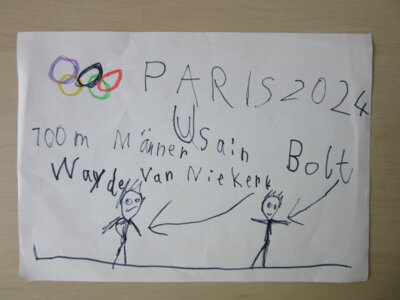 PARIS 2024
100m Männer Usain Bolt
Wayde Van Niekerk